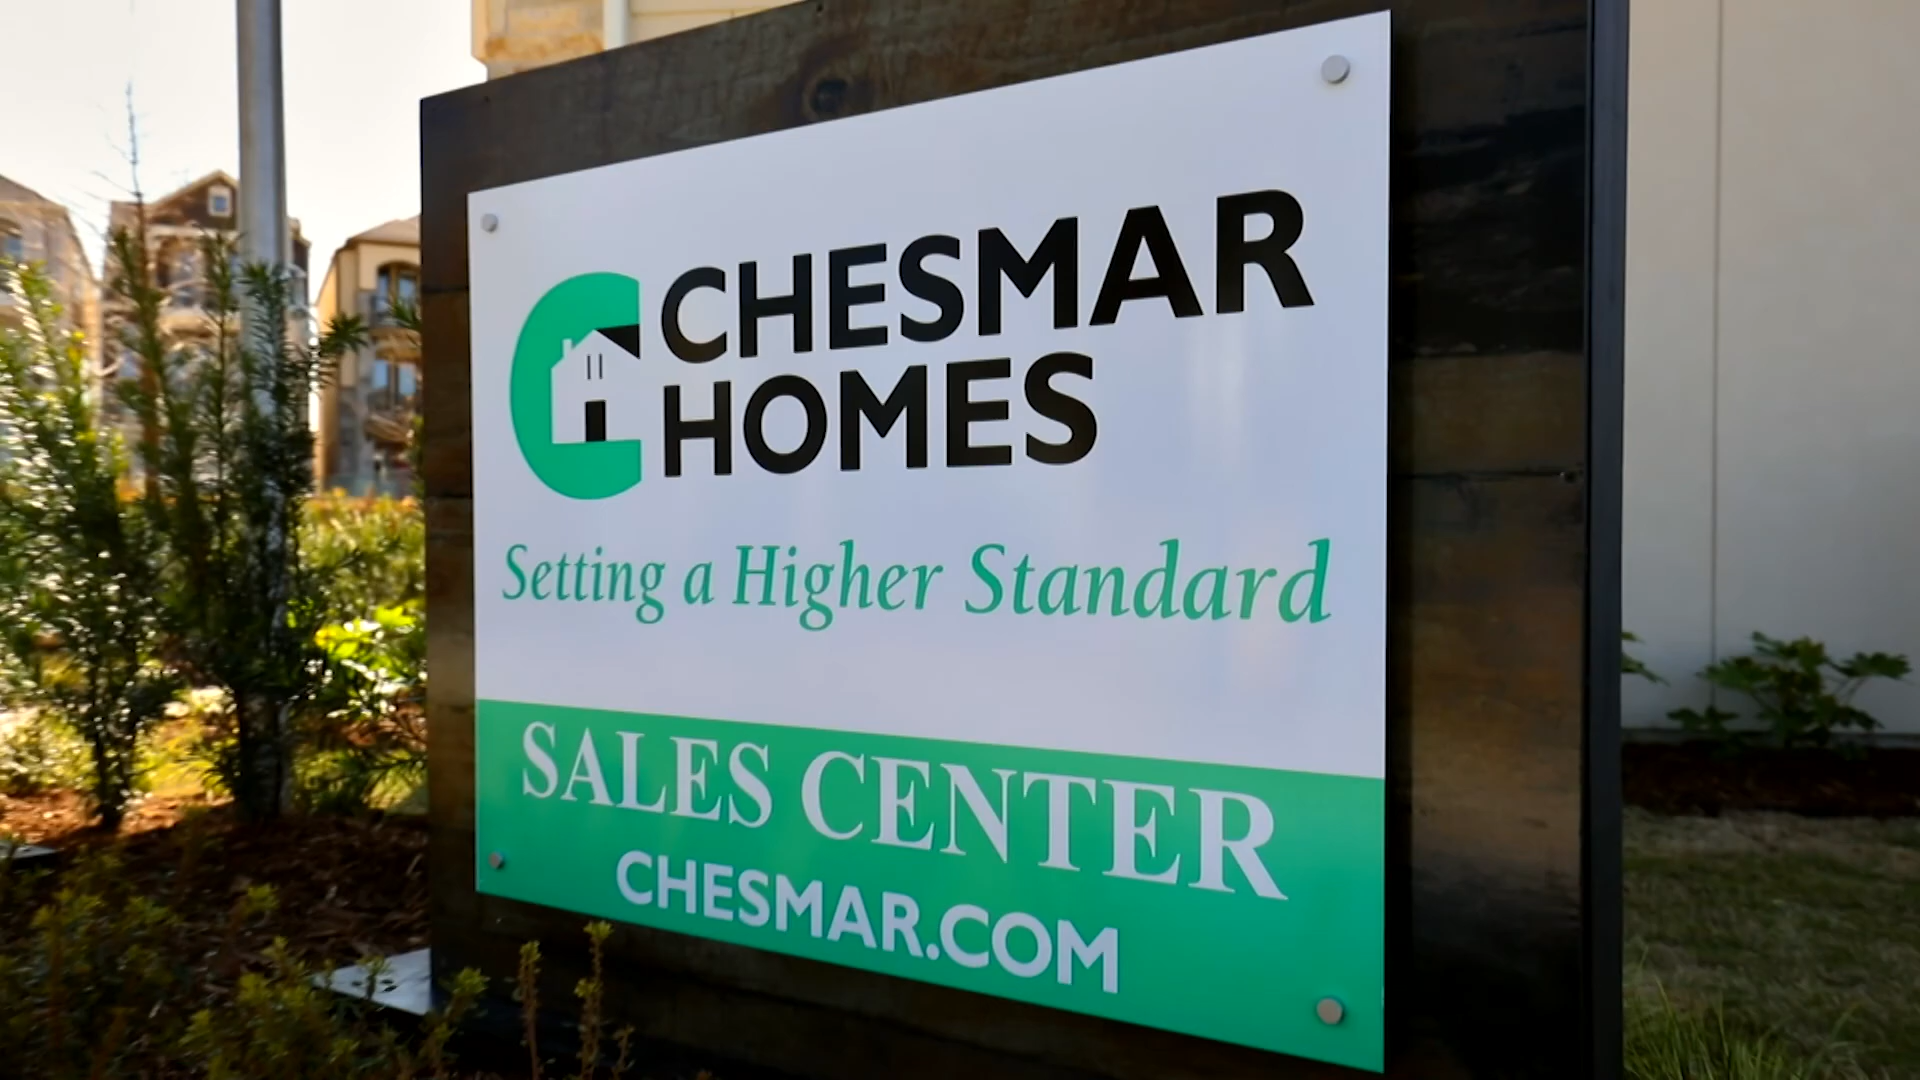 CHESMAR
HOMES
Setting a Higher Standard
SALES CENTER
CHESMAR.COM